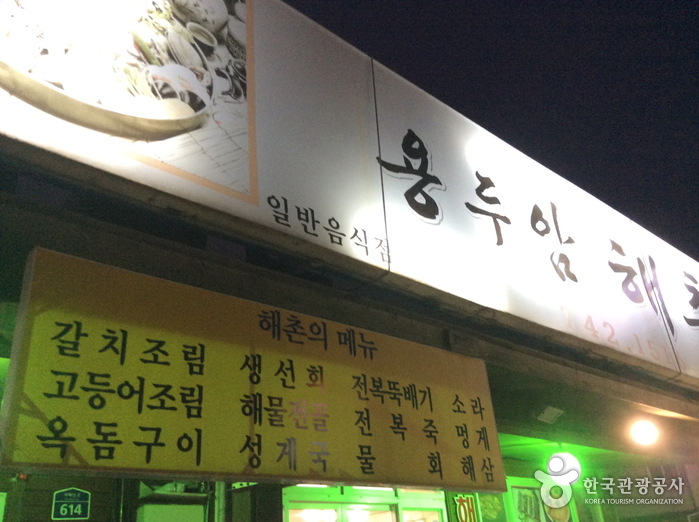 용두암 해촌
일반음식점
해촌의 메뉴
갈치조림 생선회 전복뚝배기 소라
고등어조림 해물전골 전복죽 멍게
옥돔구이 성게국 물회 해삼
614
해
한국관광공사
KOREA TOURISM ORGANIZATION